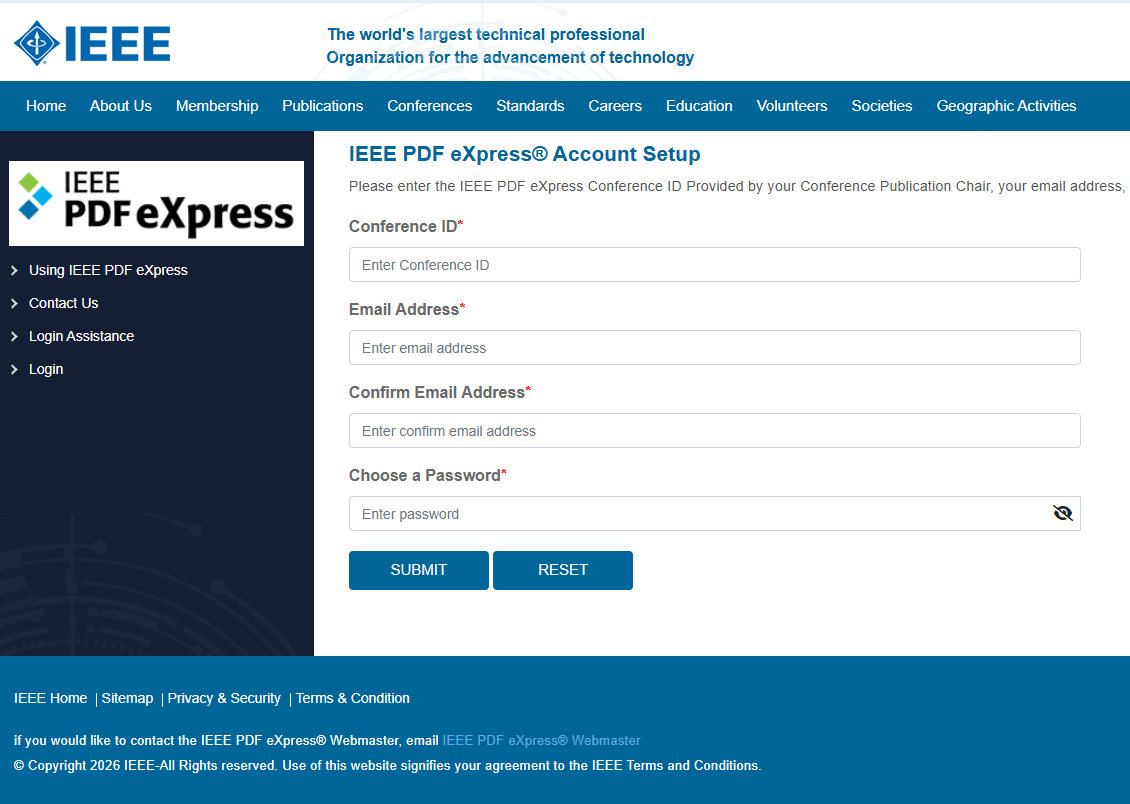 IEEE
The world's largest technical professional
Organization for the advancement of technology
Home About Us Membership Publications Conferences Standards Careers Education Volunteers Societies Geographic Activities
IEEE
PDF eXpress
Using IEEE PDF eXpress
Contact Us
Login Assistance
Login
IEEE PDF eXpress® Account Setup
Please enter the IEEE PDF eXpress Conference ID Provided by your Conference Publication Chair, your email address,
Conference ID*
Enter Conference ID
Email Address*
Enter email address
Confirm Email Address*
Enter confirm email address
Choose a Password*
Enter password
SUBMIT RESET
IEEE Home | Sitemap | Privacy & Security | Terms & Condition
if you would like to contact the IEEE PDF eXpress® Webmaster, email IEEE PDF eXpress® Webmaster
© Copyright 2026 IEEE-All Rights reserved. Use of this website signifies your agreement to the IEEE Terms and Conditions.